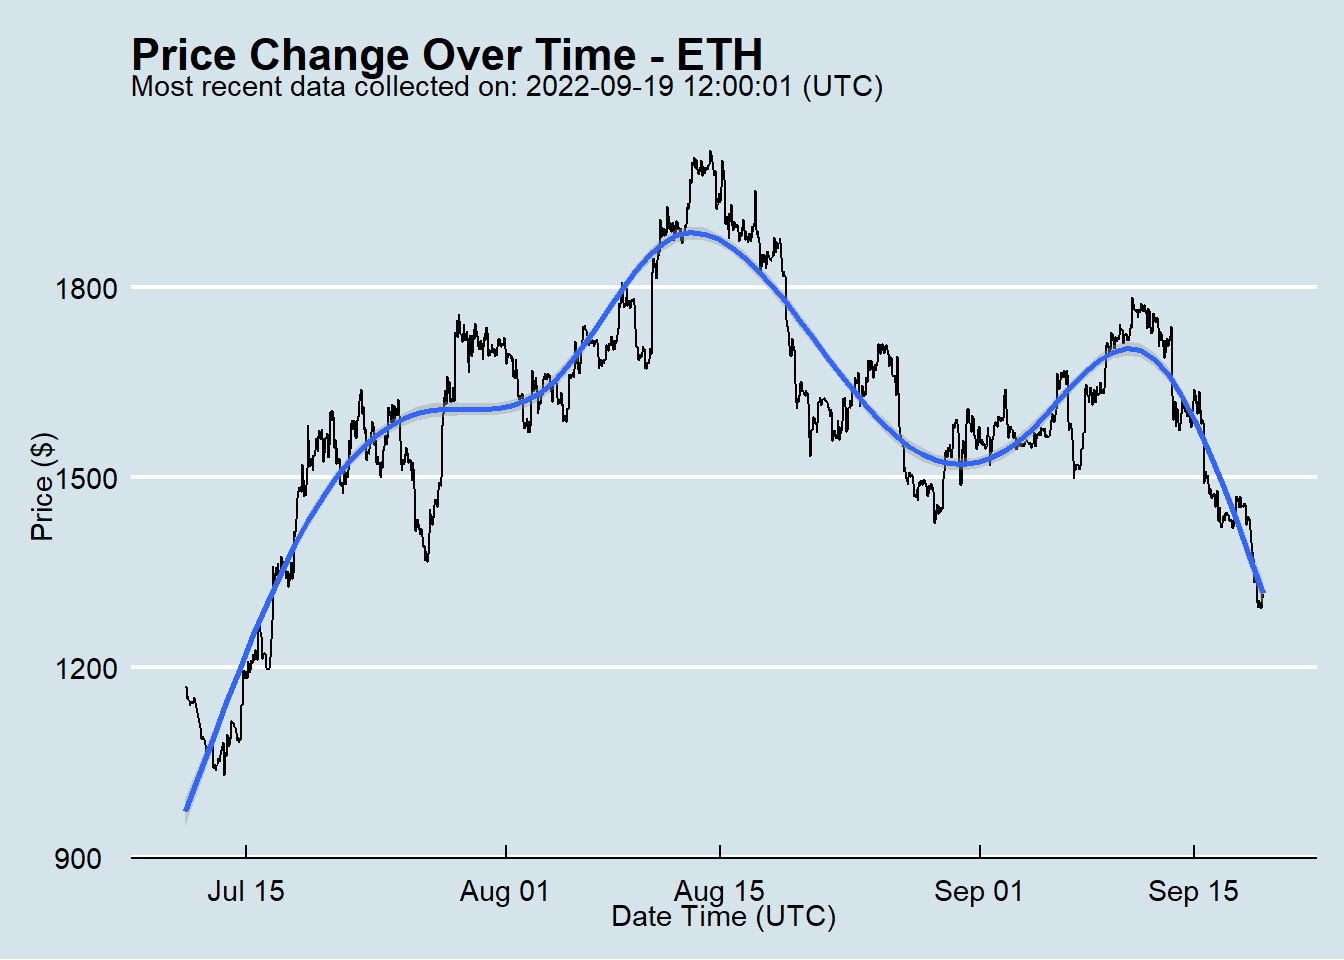 Price Change Over Time - ETH
Most recent data collected on: 2022-09-19 12:00:01 (UTC)
Price ($)
1800
1500
1200
900
Jul 15 Aug 01 Aug 15 Sep 01 Sep 15
Date Time (UTC)